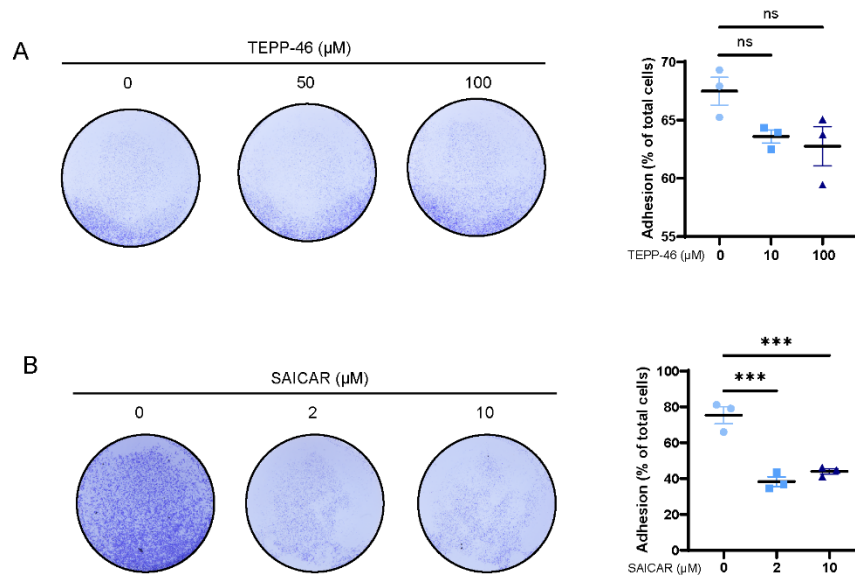 A
TEPP-46 (µM)
0 50 100
ns
ns
Adhesion (% of total cells)
70
65
60
55
TEPP-46 (µM) 0 10 100
B
SAICAR (µM)
0 2 10
***
***
Adhesion (% of total cells)
100
80
60
40
20
0
SAICAR (µM) 0 2 10